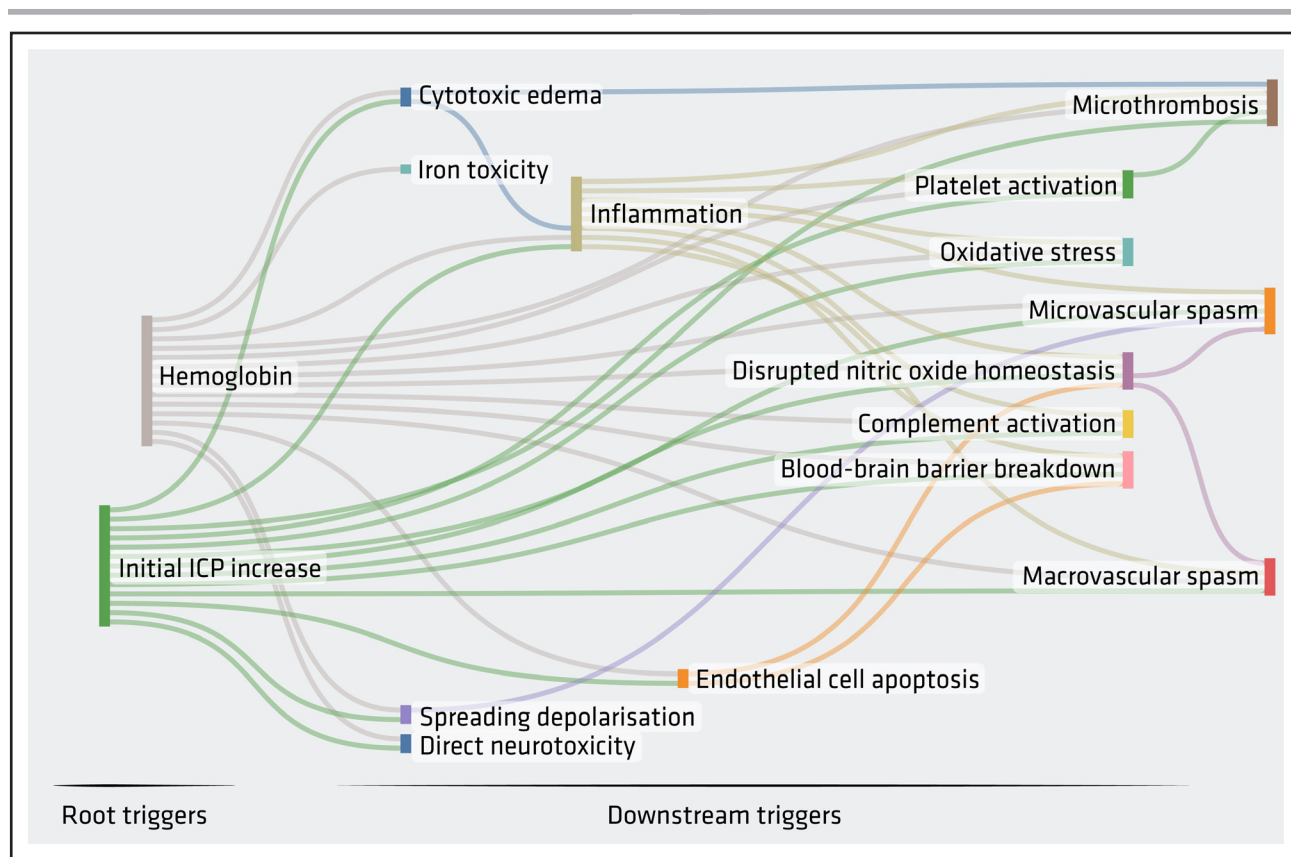 Cytotoxic edema
Microthrombosis
Iron toxicity
Platelet activation
Inflammation
Oxidative stress
Microvascular spasm
Hemoglobin
Disrupted nitric oxide homeostasis
Complement activation
Blood-brain barrier breakdown
Initial ICP increase
Macrovascular spasm
Endothelial cell apoptosis
Spreading depolarisation
Direct neurotoxicity
Root triggers
Downstream triggers